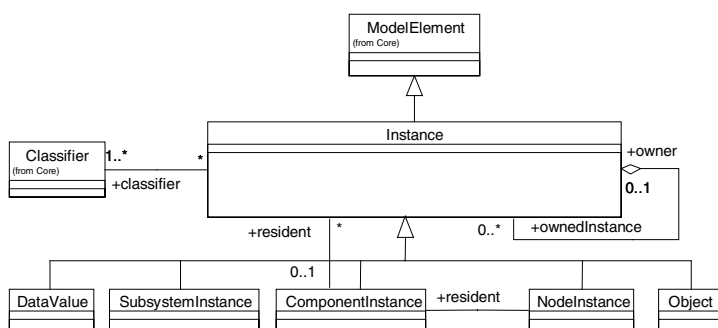 ModelElement
(from Core)
Instance
Classifier
(from Core)
1..*
*
+classifier
+owner
0..1
+resident
*
0..*
+ownedInstance
0..1
DataValue
SubsystemInstance
ComponentInstance
+resident
NodeInstance
Object